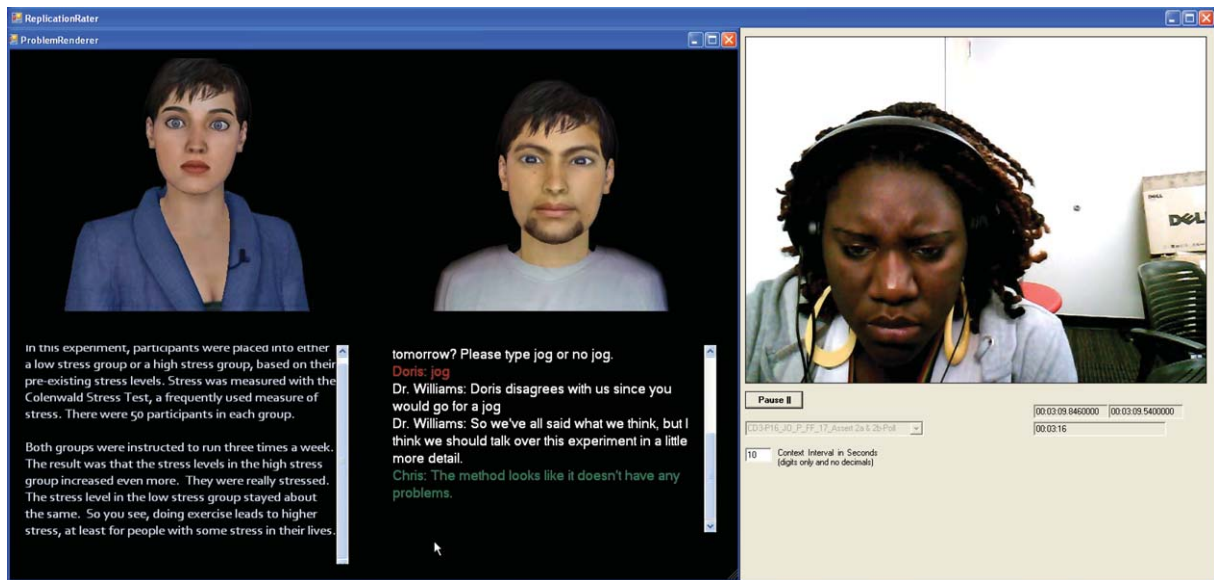 ReplicationRater
ProblemRenderer
In this experiment, participants were placed into either
a low stress group or a high stress group, based on their
pre-existing stress levels. Stress was measured with the
Colenwald Stress Test, a frequently used measure of
stress. There were 50 participants in each group.
Both groups were instructed to run three times a week.
The result was that the stress levels in the high stress
group increased even more. They were really stressed.
The stress level in the low stress group stayed about
the same. So you see, doing exercise leads to higher
stress, at least for people with some stress in their lives.
tomorrow? Please type jog or no jog.
Doris: jog
Dr. Williams: Doris disagrees with us since you
would go for a jog
Dr. Williams: So we've all said what we think, but I
think we should talk over this experiment in a little
more detail.
Chris: The method looks like it doesn't have any
problems.
DELL
Pause II
CD3-P16_JO_P_FF_17_Assert 2a & 2b-Poll
10 Context Interval in Seconds
(digits only and no decimals)
00:03:09.8460000 00:03:09.5400000
00:03:16